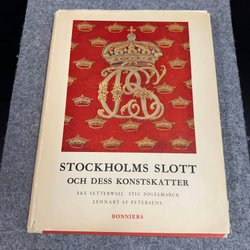 STOCKHOLMS SLOTT
OCH DESS KONSTSKATTER
ÅKE SETTERWALL · STIG FOGELMARCK
LENNART AF PETERSENS
BONNIERS